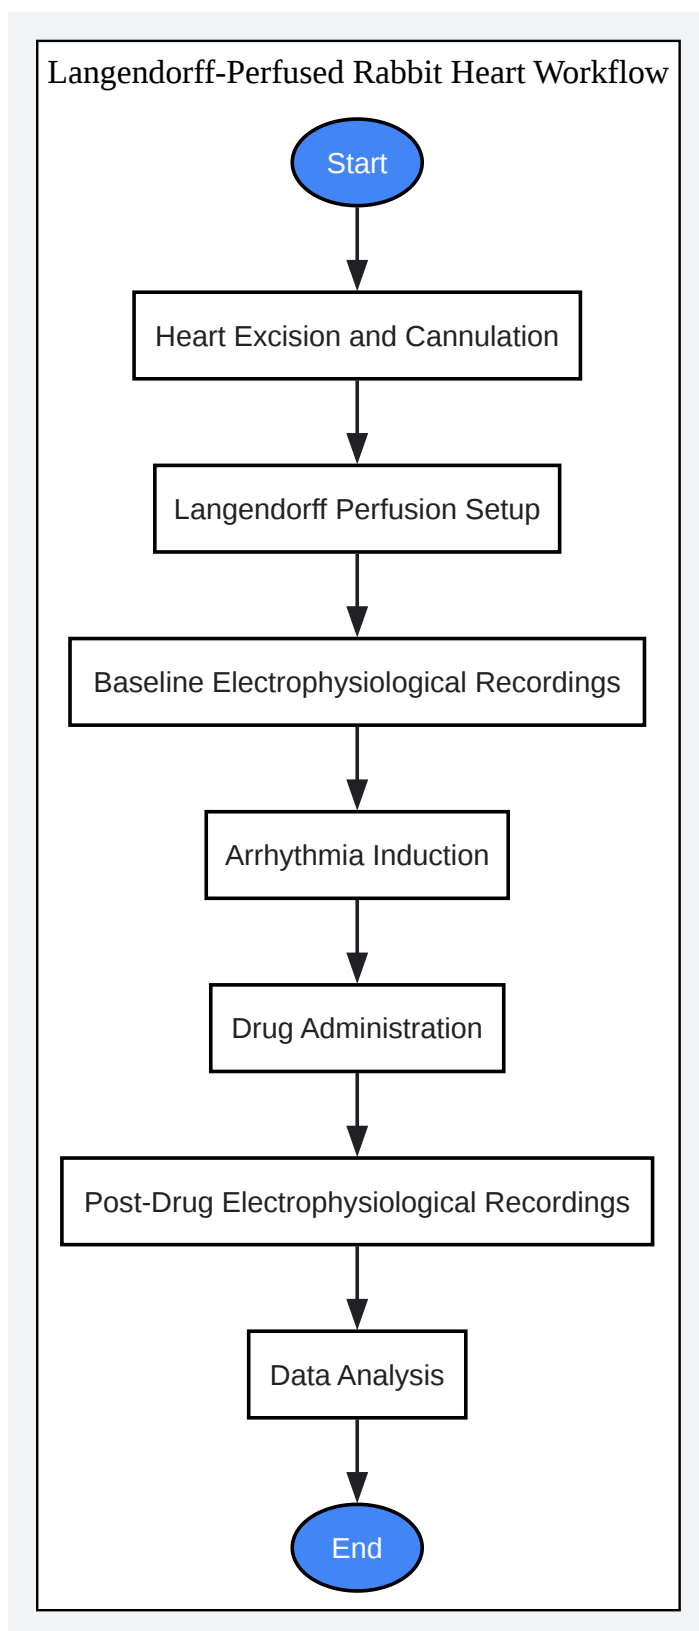 Langendorff-Perfused Rabbit Heart Workflow
Start
Heart Excision and Cannulation
Langendorff Perfusion Setup
Baseline Electrophysiological Recordings
Arrhythmia Induction
Drug Administration
Post-Drug Electrophysiological Recordings
Data Analysis
End